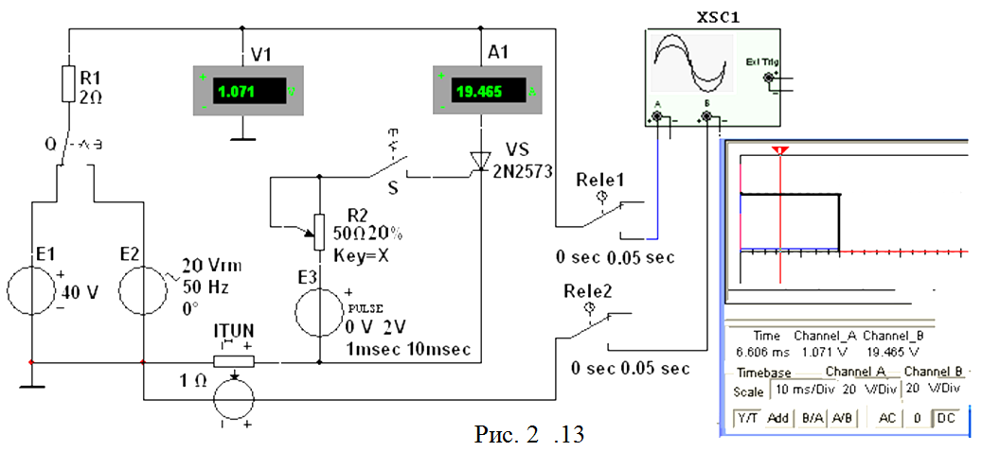 XSC1
V1
A1
Ext Trig
R1
2Ω
1.071 V
19.465 A
A B
Q
A B
VS
2N2573
S
Rele1
R2
50Ω 20%
Key=X
0 sec 0.05 sec
E1
E2
20 Vrm
50 Hz
0°
40 V
E3
PULSE
0 V 2V
1msec 10msec
Rele2
ITUN
1 Ω
0 sec 0.05 sec
Time Channel_A Channel_B
6.606 ms 1.071 V 19.465 V
Timebase Channel_A Channel_B
Scale 10 ms/Div 20 V/Div 20 V/Div
Y/T Add B/A A/B AC 0 DC
Рис. 2 .13